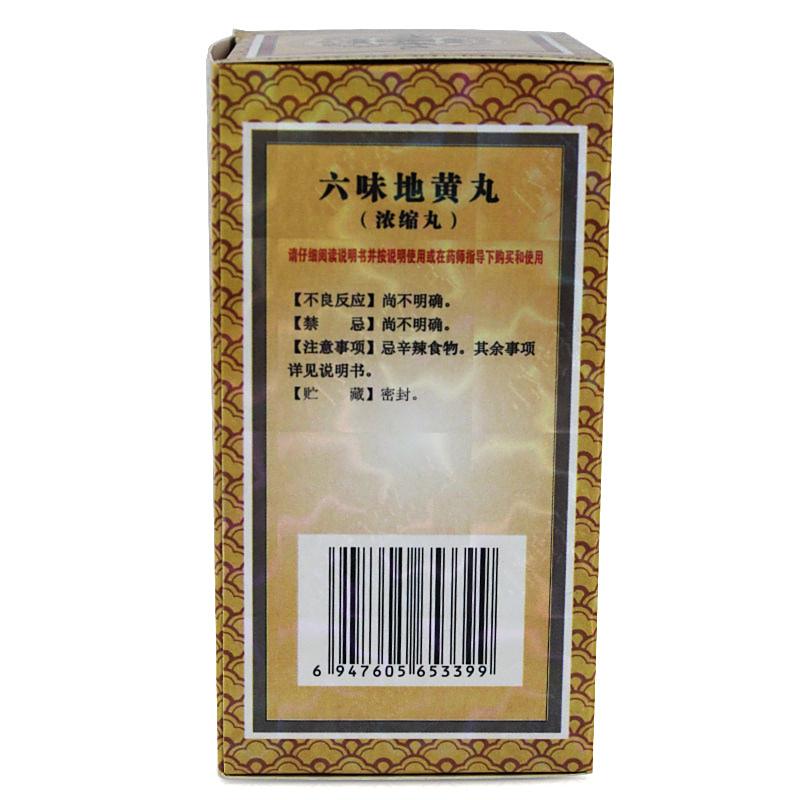 六味地黄丸
（浓缩丸）
请仔细阅读说明书并按说明使用或在药师指导下购买和使用
【不良反应】尚不明确。
【禁　　忌】尚不明确。
【注意事项】忌辛辣食物。其余事项
详见说明书。
【贮　　藏】密封。
6 947605 653399